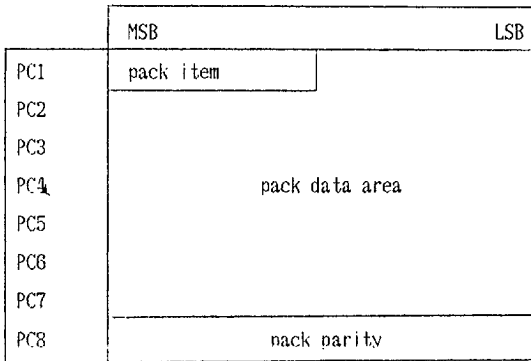 MSB LSB
PC1 pack item
PC2
PC3
PC4 pack data area
PC5
PC6
PC7
PC8 pack parity